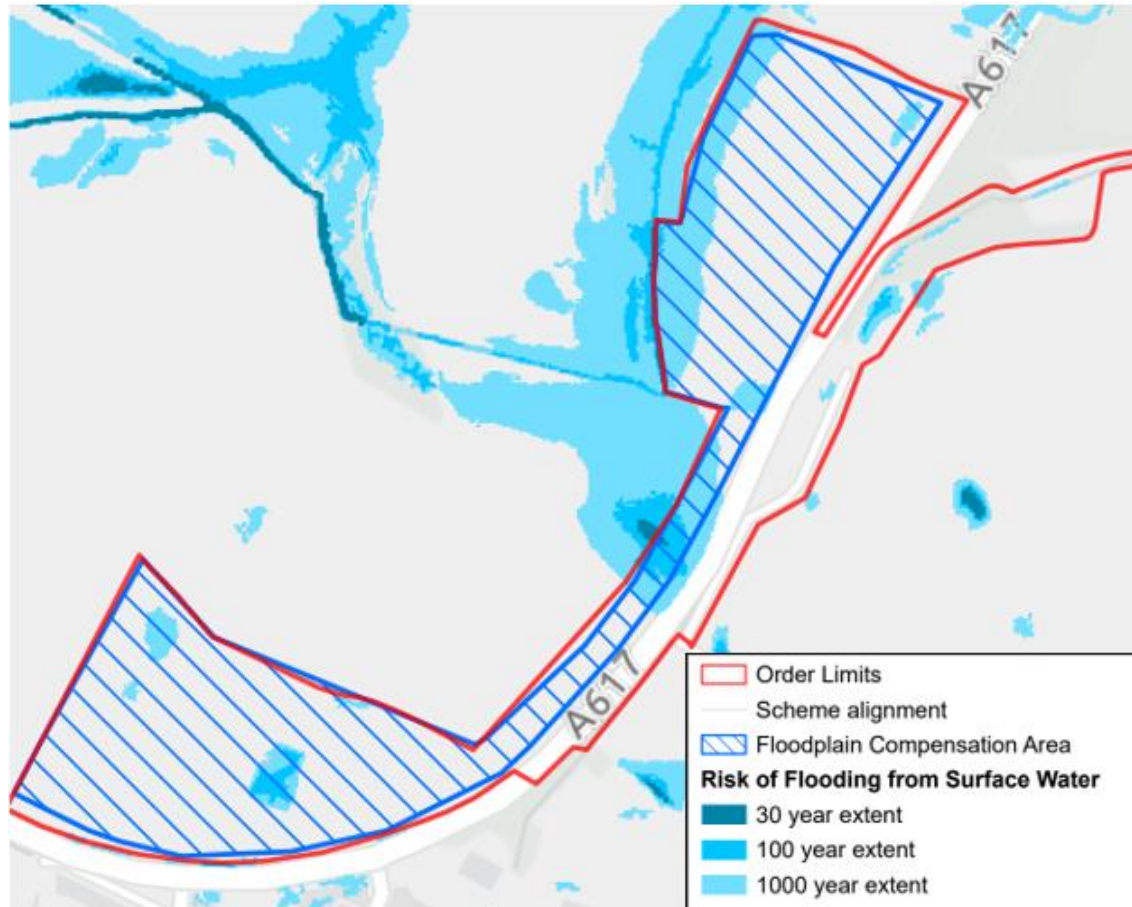 A617
A617
Order Limits
Scheme alignment
Floodplain Compensation Area
Risk of Flooding from Surface Water
30 year extent
100 year extent
1000 year extent